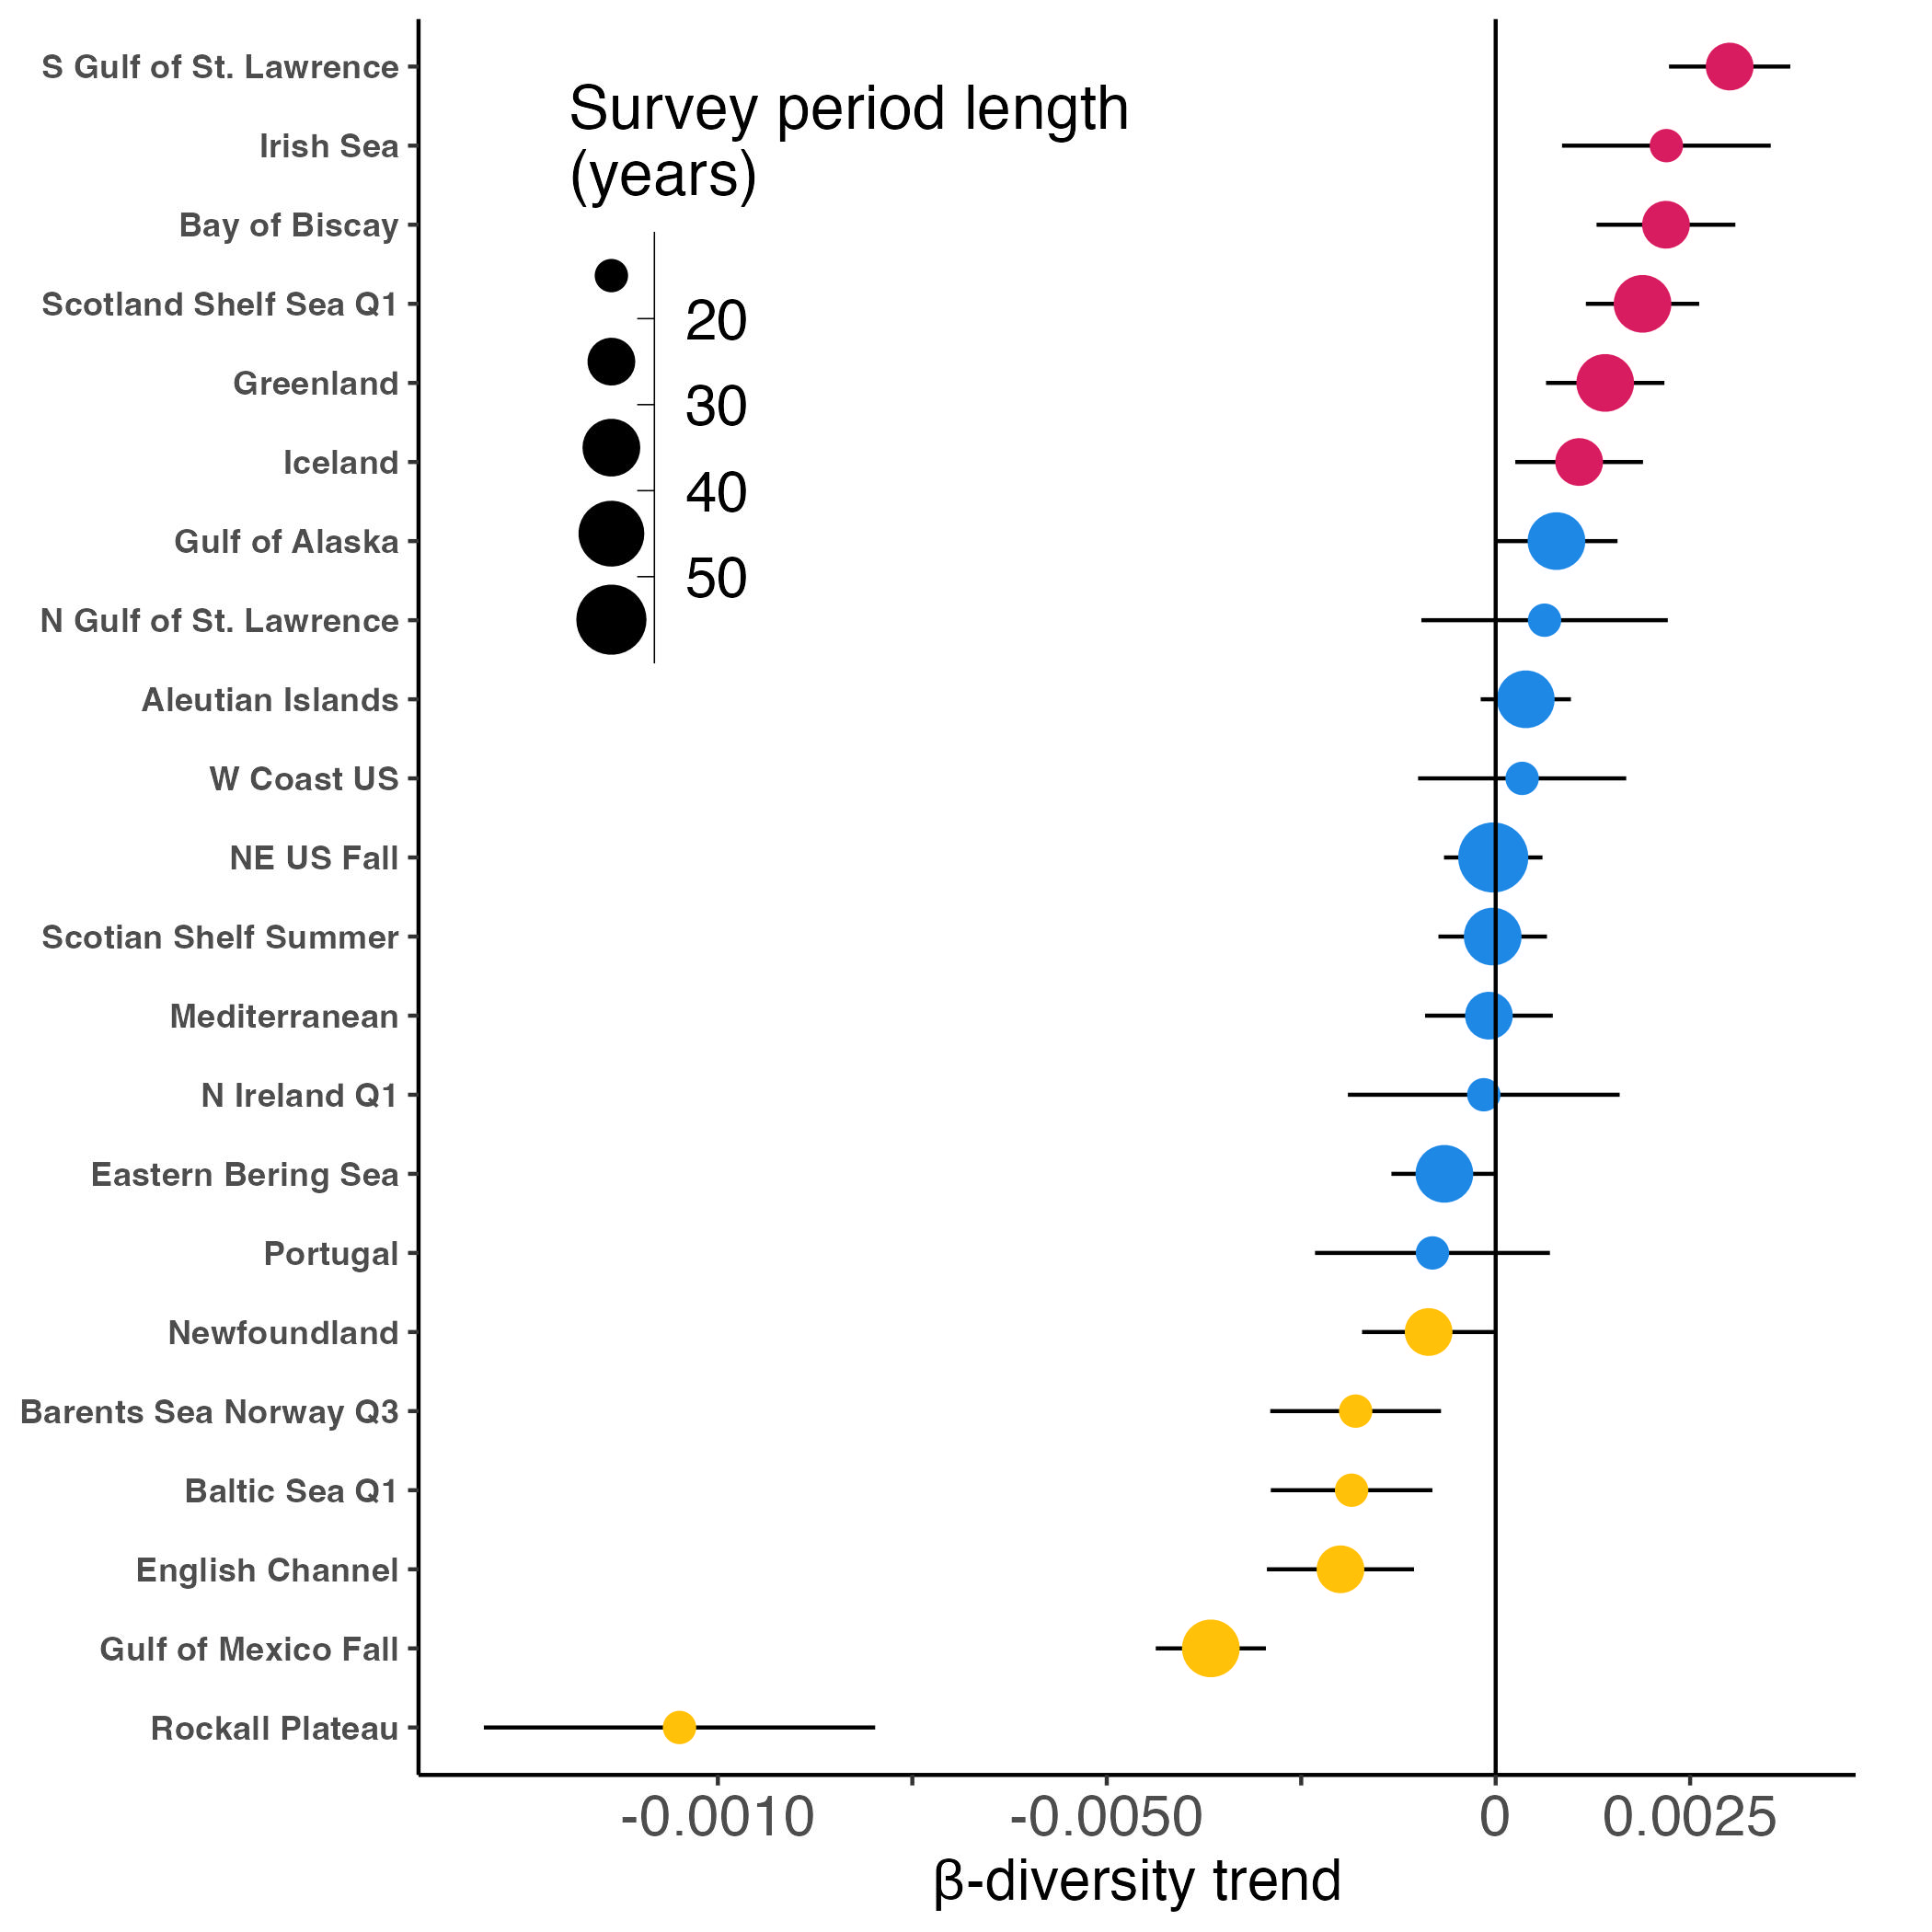 S Gulf of St. Lawrence
Irish Sea
Bay of Biscay
Scotland Shelf Sea Q1
Greenland
Iceland
Gulf of Alaska
N Gulf of St. Lawrence
Aleutian Islands
W Coast US
NE US Fall
Scotian Shelf Summer
Mediterranean
N Ireland Q1
Eastern Bering Sea
Portugal
Newfoundland
Barents Sea Norway Q3
Baltic Sea Q1
English Channel
Gulf of Mexico Fall
Rockall Plateau
Survey period length
(years)
20
30
40
50
-0.0010 -0.0050 0 0.0025
β-diversity trend